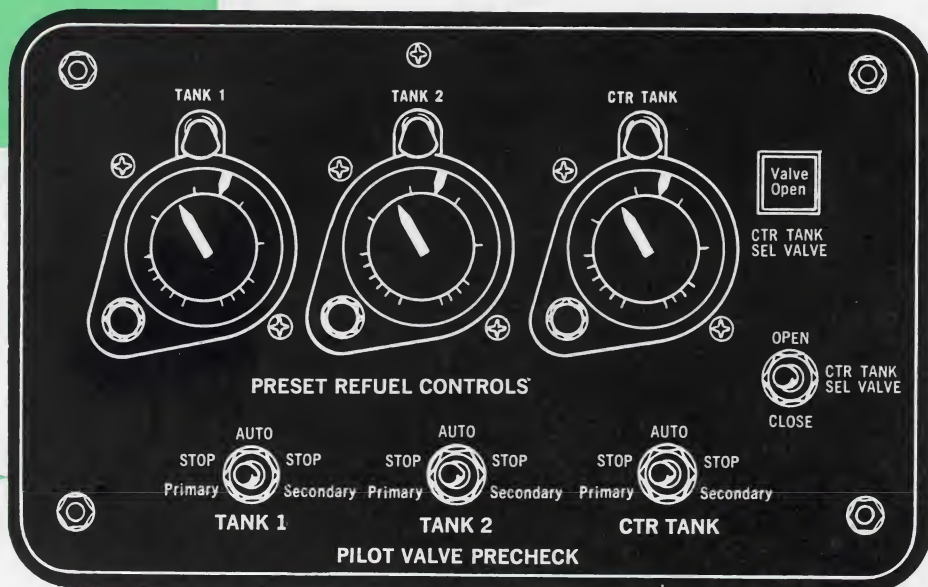 TANK 1 TANK 2 CTR TANK
Valve
Open
CTR TANK
SEL VALVE
OPEN
CTR TANK
SEL VALVE
CLOSE
PRESET REFUEL CONTROLS
AUTO AUTO AUTO
STOP STOP STOP STOP STOP STOP
Primary Secondary Primary Secondary Primary Secondary
TANK 1 TANK 2 CTR TANK
PILOT VALVE PRECHECK